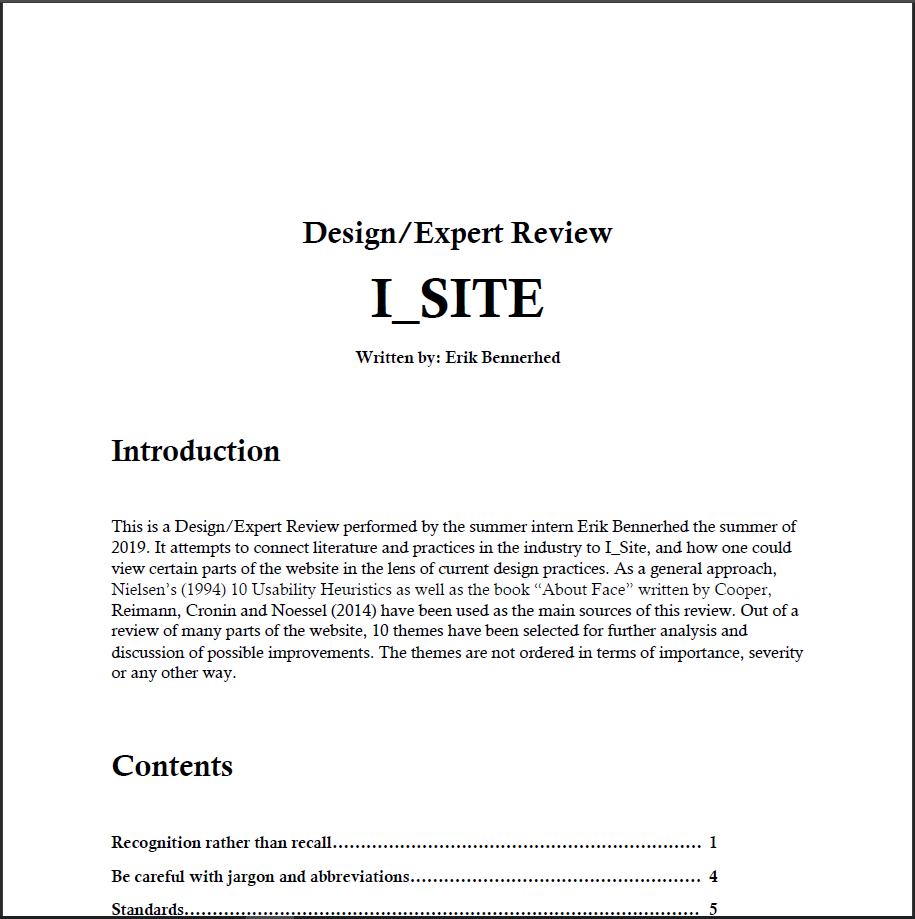 Design/Expert Review
I_SITE
Written by: Erik Bennerhed
Introduction
This is a Design/Expert Review performed by the summer intern Erik Bennerhed the summer of
2019. It attempts to connect literature and practices in the industry to I_Site, and how one could
view certain parts of the website in the lens of current design practices. As a general approach,
Nielsen’s (1994) 10 Usability Heuristics as well as the book “About Face” written by Cooper,
Reimann, Cronin and Noessel (2014) have been used as the main sources of this review. Out of a
review of many parts of the website, 10 themes have been selected for further analysis and
discussion of possible improvements. The themes are not ordered in terms of importance, severity
or any other way.
Contents
Recognition rather than recall.................................................................. 1
Be careful with jargon and abbreviations.................................................... 4
Standards............................................................................................ 5